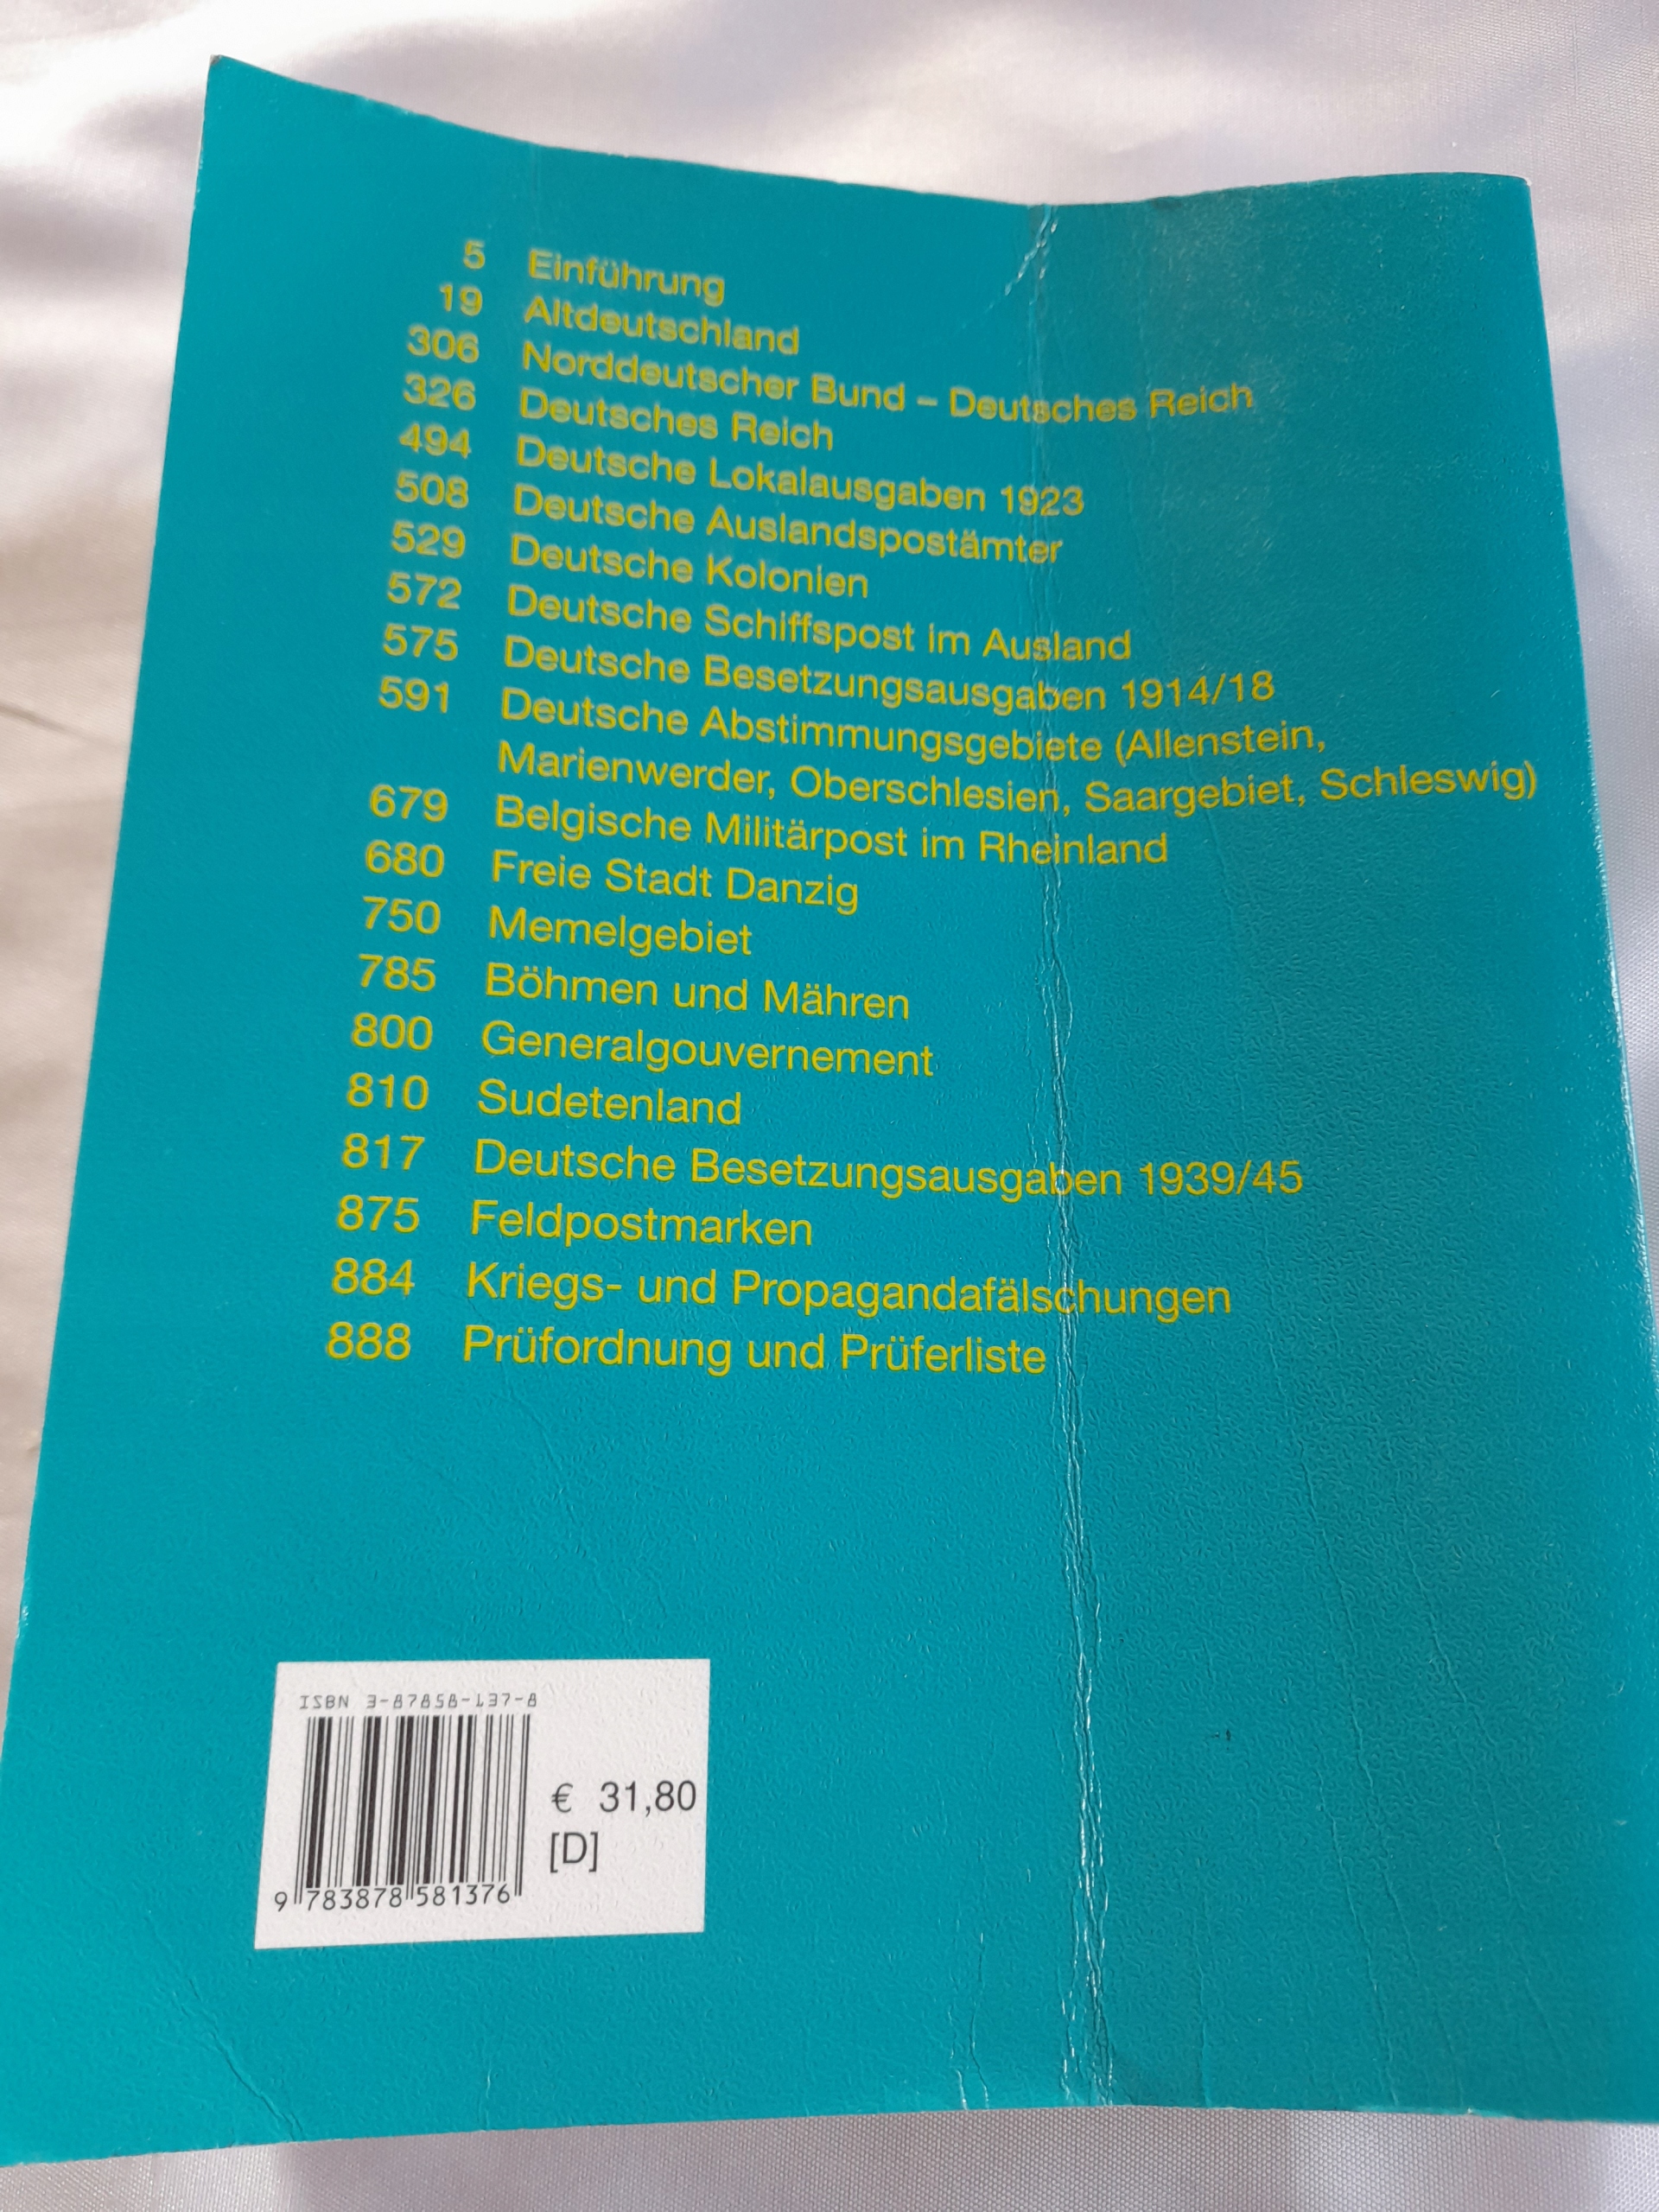 5 Einführung
19 Altdeutschland
306 Norddeutscher Bund – Deutsches Reich
326 Deutsches Reich
494 Deutsche Lokalausgaben 1923
508 Deutsche Auslandspostämter
529 Deutsche Kolonien
572 Deutsche Schiffspost im Ausland
575 Deutsche Besetzungsausgaben 1914/18
591 Deutsche Abstimmungsgebiete (Allenstein,
Marienwerder, Oberschlesien, Saargebiet, Schleswig)
679 Belgische Militärpost im Rheinland
680 Freie Stadt Danzig
750 Memelgebiet
785 Böhmen und Mähren
800 Generalgouvernement
810 Sudetenland
817 Deutsche Besetzungsausgaben 1939/45
875 Feldpostmarken
884 Kriegs- und Propagandafälschungen
888 Prüfordnung und Prüferliste
ISBN 3-87858-137-8
€ 31,80
[D]
9 783878 581376